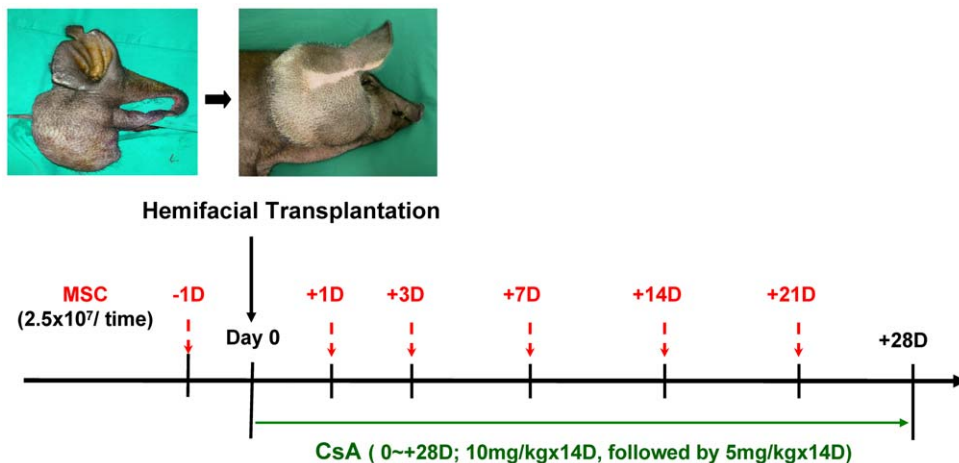 L.
Hemifacial Transplantation
MSC -1D +1D +3D +7D +14D +21D
(2.5x10⁷/ time) Day 0 +28D
CsA ( 0~+28D; 10mg/kgx14D, followed by 5mg/kgx14D)